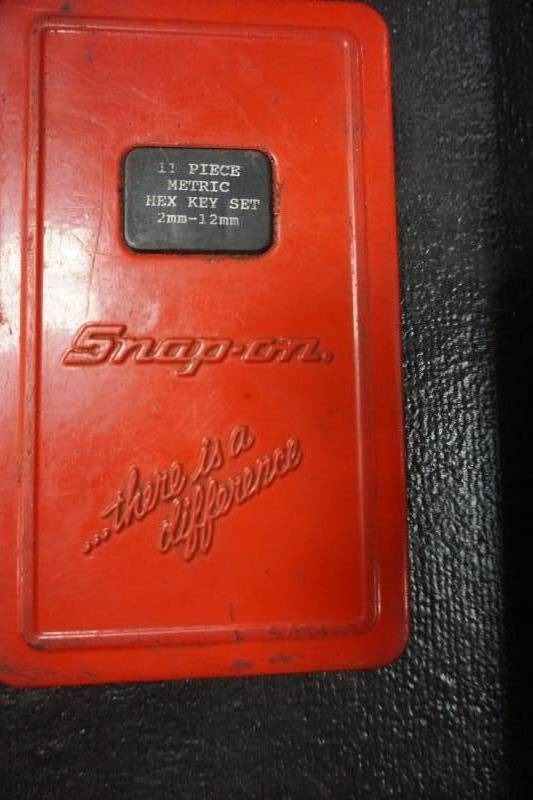 11 PIECE
METRIC
HEX KEY SET
2mm-12mm
Snap-on.
...there is a
difference